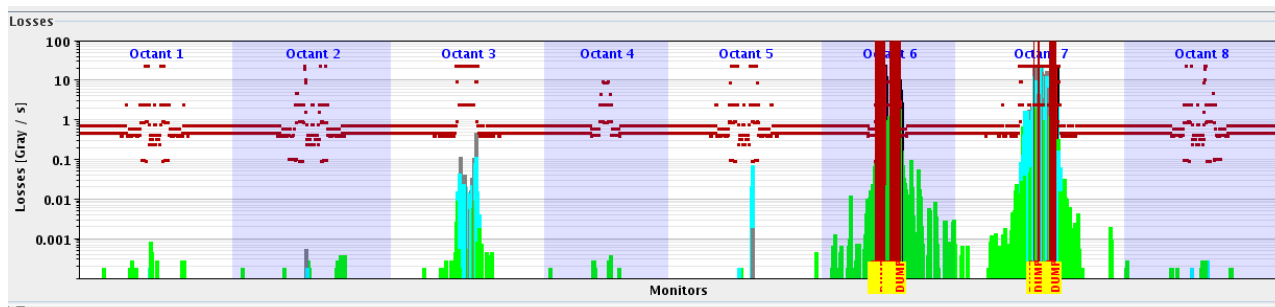 Losses
Octant 1 Octant 2 Octant 3 Octant 4 Octant 5 Octant 6 Octant 7 Octant 8
100
10
1
0.1
0.01
0.001
Losses [Gray / s]
DUMP DUMP DUMP
Monitors